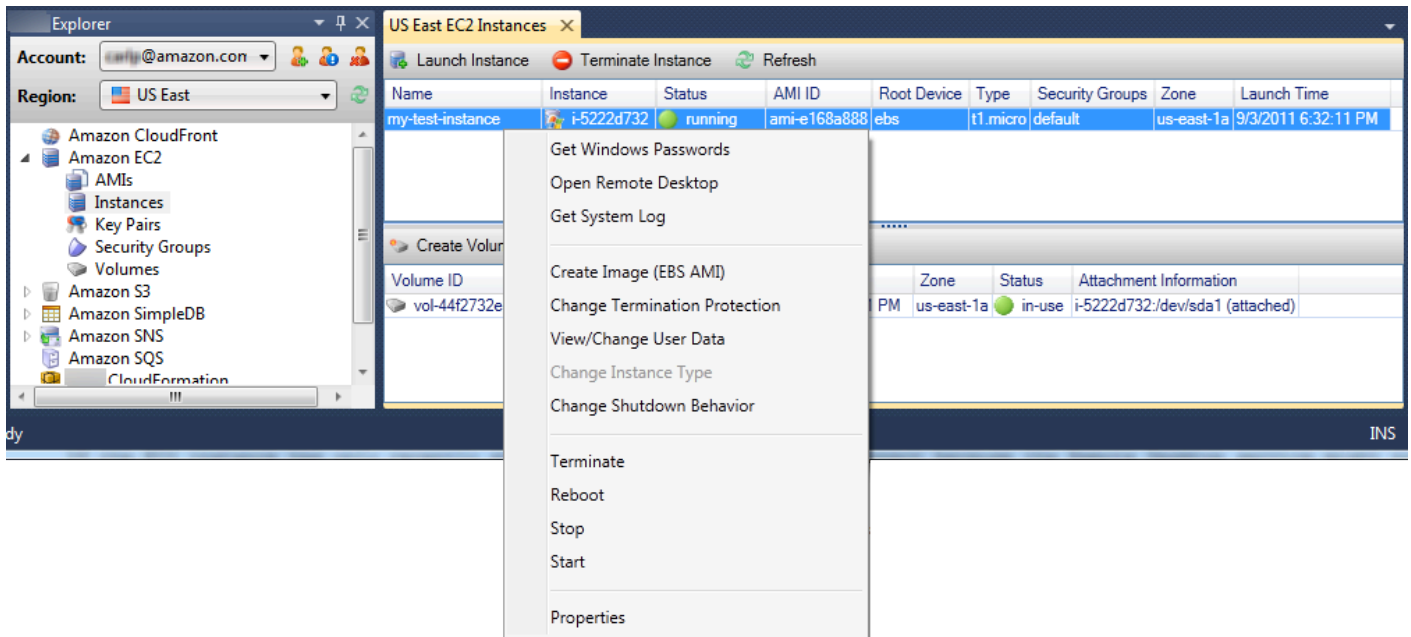 Explorer
US East EC2 Instances
Account: @amazon.con
Launch Instance Terminate Instance Refresh
Region: US East
Name Instance Status AMI ID Root Device Type Security Groups Zone Launch Time
my-test-instance i-5222d732 running ami-e168a888 ebs t1.micro default us-east-1a 9/3/2011 6:32:11 PM
Amazon CloudFront
Amazon EC2
AMIs
Instances
Key Pairs
Security Groups
Volumes
Amazon S3
Amazon SimpleDB
Amazon SNS
Amazon SQS
CloudFormation
Get Windows Passwords
Open Remote Desktop
Get System Log
Create Image (EBS AMI)
Change Termination Protection
View/Change User Data
Change Instance Type
Change Shutdown Behavior
Terminate
Reboot
Stop
Start
Properties
Create Volur
Volume ID Zone Status Attachment Information
vol-44f2732e PM us-east-1a in-use i-5222d732:/dev/sda1 (attached)
dy INS